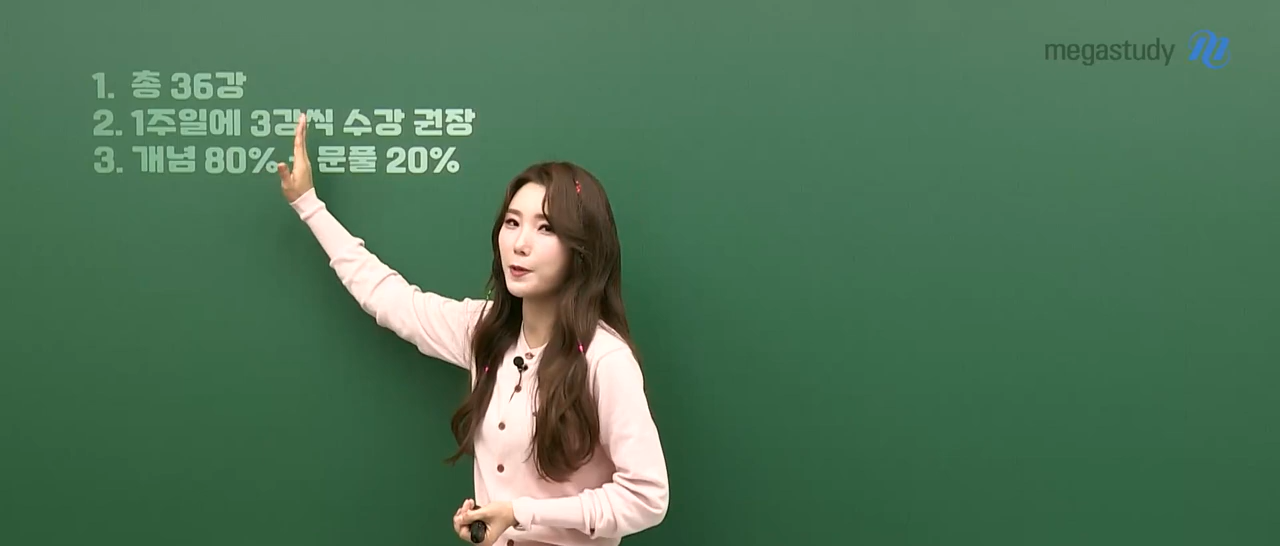 megastudy
1. 총 36강
2. 1주일에 3강씩 수강 권장
3. 개념 80% + 문풀 20%